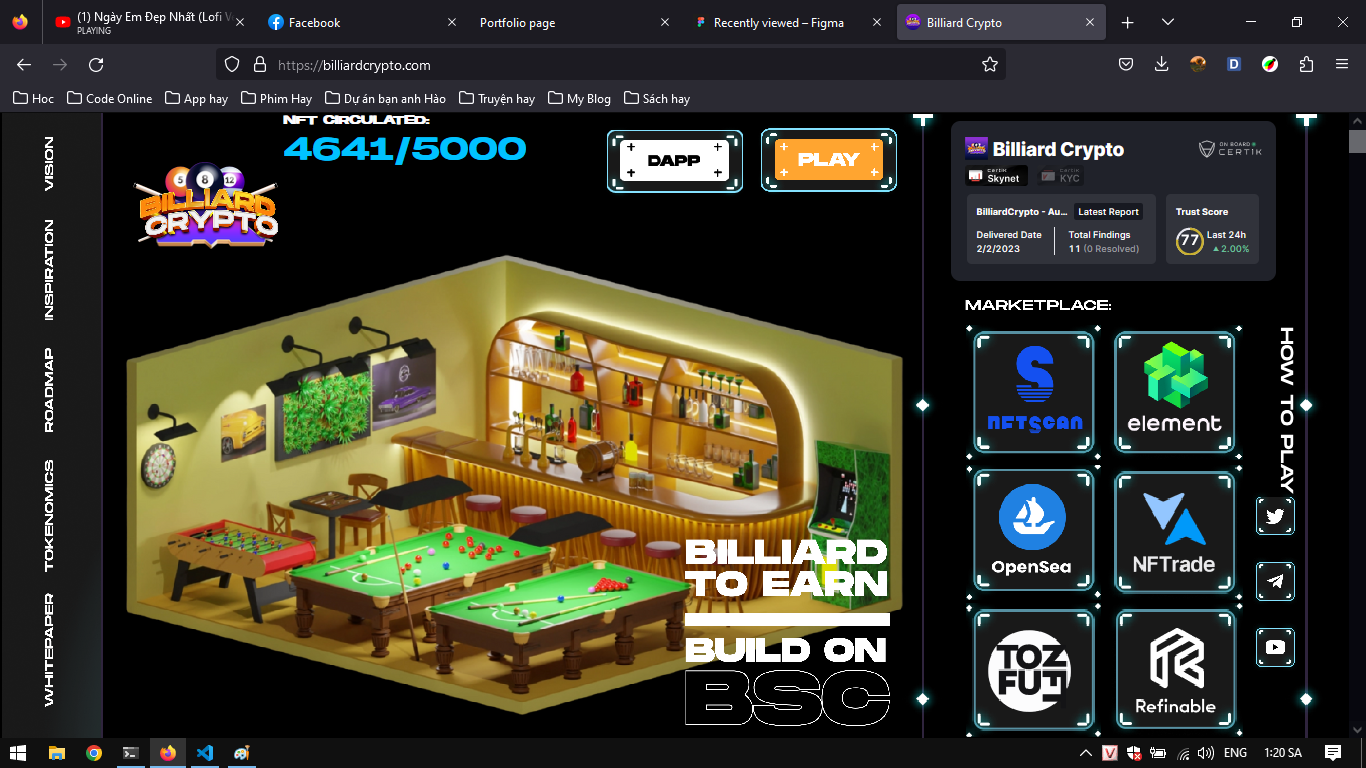 (1) Ngày Em Đẹp Nhất (Lofi V
PLAYING
Facebook
Portfolio page
Recently viewed – Figma
Billiard Crypto
https://billiardcrypto.com
Hoc
Code Online
App hay
Phim Hay
Dự án bạn anh Hào
Truyện hay
My Blog
Sách hay
VISION
INSPIRATION
ROADMAP
TOKENOMICS
WHITEPAPER
NFT CIRCULATED:
4641/5000
DAPP
PLAY
5 8 12
BILLIARD
CRYPTO
BILLIARD
TO EARN
BUILD ON
BSC
Billiard Crypto
ON BOARD
CERTIK
CERTIK
Skynet
CERTIK
KYC
BilliardCrypto - Au...
Latest Report
Delivered Date
2/2/2023
Total Findings
11 (0 Resolved)
Trust Score
77
Last 24h
2.00%
MARKETPLACE:
NFTSCAN
element
OpenSea
NFTrade
TOZ
FUT
Refinable
HOW TO PLAY
ENG
1:20 SA